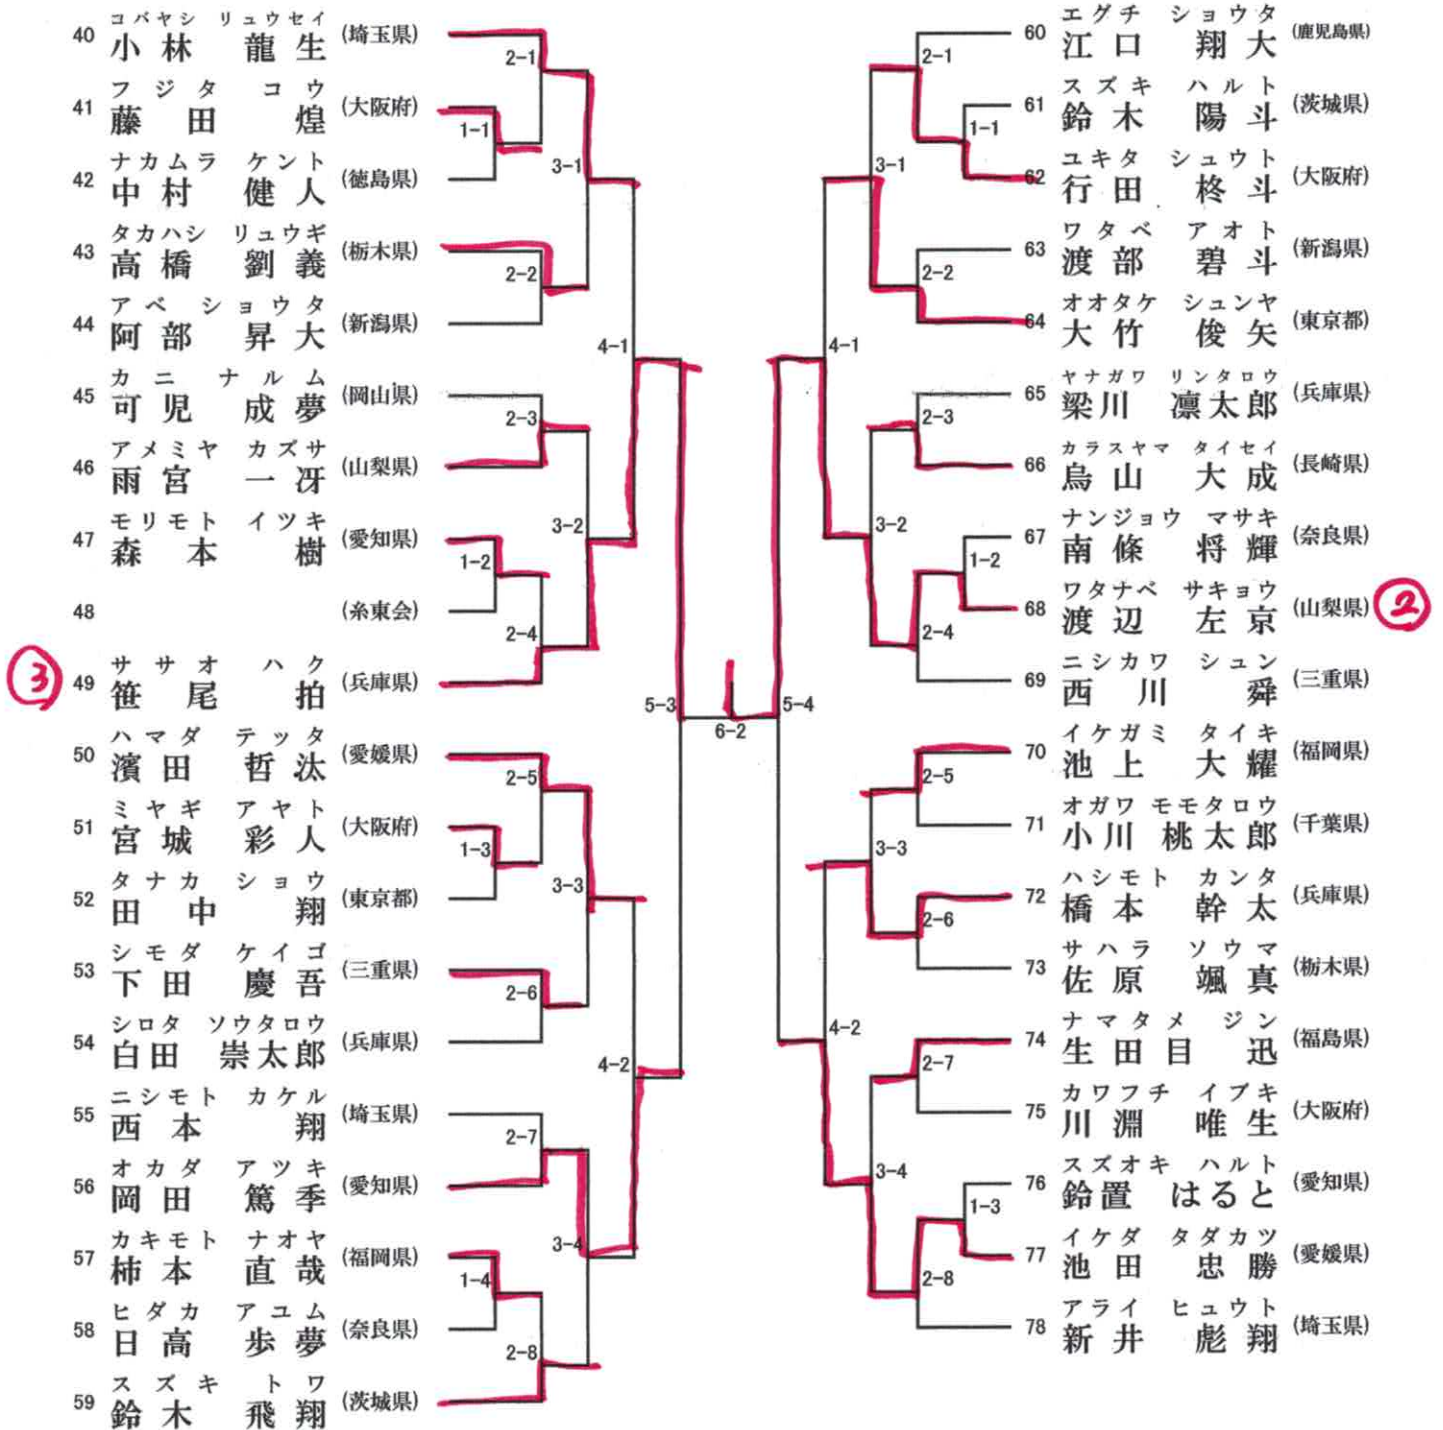 コバヤシ リュウセイ
40 小林 龍生 (埼玉県)
フジタ コウ
41 藤田 煌 (大阪府)
ナカムラ ケント
42 中村 健人 (徳島県)
タカハシ リュウギ
43 高橋 劉義 (栃木県)
アベ ショウタ
44 阿部 昇大 (新潟県)
カニ ナルム
45 可児 成夢 (岡山県)
アメミヤ カズサ
46 雨宮 一冴 (山梨県)
モリモト イツキ
47 森本 樹 (愛知県)
48 (糸東会)
ササオ ハク
③ 49 笹尾 拍 (兵庫県)
ハマダ テッタ
50 濱田 哲汰 (愛媛県)
ミヤギ アヤト
51 宮城 彩人 (大阪府)
タナカ ショウ
52 田中 翔 (東京都)
シモダ ケイゴ
53 下田 慶吾 (三重県)
シロタ ソウタロウ
54 白田 崇太郎 (兵庫県)
ニシモト カケル
55 西本 翔 (埼玉県)
オカダ アツキ
56 岡田 篤季 (愛知県)
カキモト ナオヤ
57 柿本 直哉 (福岡県)
ヒダカ アユム
58 日高 歩夢 (奈良県)
スズキ トワ
59 鈴木 飛翔 (茨城県)
2-1
1-1
3-1
2-2
4-1
2-3
3-2
1-2
2-4
5-3
2-5
1-3
3-3
2-6
4-2
2-7
3-4
1-4
2-8
6-2
5-4
2-1
1-1
3-1
2-2
4-1
2-3
3-2
1-2
2-4
2-5
3-3
2-6
4-2
2-7
3-4
1-3
2-8
エグチ ショウタ
60 江口 翔大 (鹿児島県)
スズキ ハルト
61 鈴木 陽斗 (茨城県)
ユキタ シュウト
62 行田 柊斗 (大阪府)
ワタベ アオト
63 渡部 碧斗 (新潟県)
オオタケ シュンヤ
64 大竹 俊矢 (東京都)
ヤナガワ リンタロウ
65 梁川 凛太郎 (兵庫県)
カラスヤマ タイセイ
66 烏山 大成 (長崎県)
ナンジョウ マサキ
67 南條 将輝 (奈良県)
ワタナベ サキョウ
68 渡辺 左京 (山梨県) ②
ニシカワ シュン
69 西川 舜 (三重県)
イケガミ タイキ
70 池上 大耀 (福岡県)
オガワ モモタロウ
71 小川 桃太郎 (千葉県)
ハシモト カンタ
72 橋本 幹太 (兵庫県)
サハラ ソウマ
73 佐原 颯真 (栃木県)
ナマタメ ジン
74 生田目 迅 (福島県)
カワフチ イブキ
75 川淵 唯生 (大阪府)
スズオキ ハルト
76 鈴置 はると (愛知県)
イケダ タダカツ
77 池田 忠勝 (愛媛県)
アライ ヒュウト
78 新井 彪翔 (埼玉県)